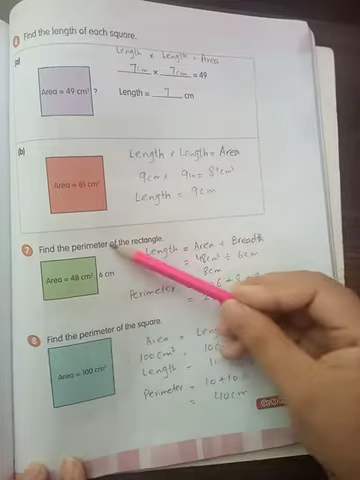 6 Find the length of each square.
(a)
Length x Length = Area
7cm x 7cm = 49
Area = 49 cm² ?
Length = 7 cm
(b)
Length x Length = Area
9cm x 9cm = 81cm²
Area = 81 cm²
Length = 9cm
7 Find the perimeter of the rectangle.
Length = Area ÷ Breadth
= 48cm² ÷ 6cm
Area = 48 cm² 6 cm
8cm
Perimeter
8 Find the perimeter of the square.
Area =
100cm² =
Area = 100 cm²
Length =
Perimeter = 10+10
= 40cm